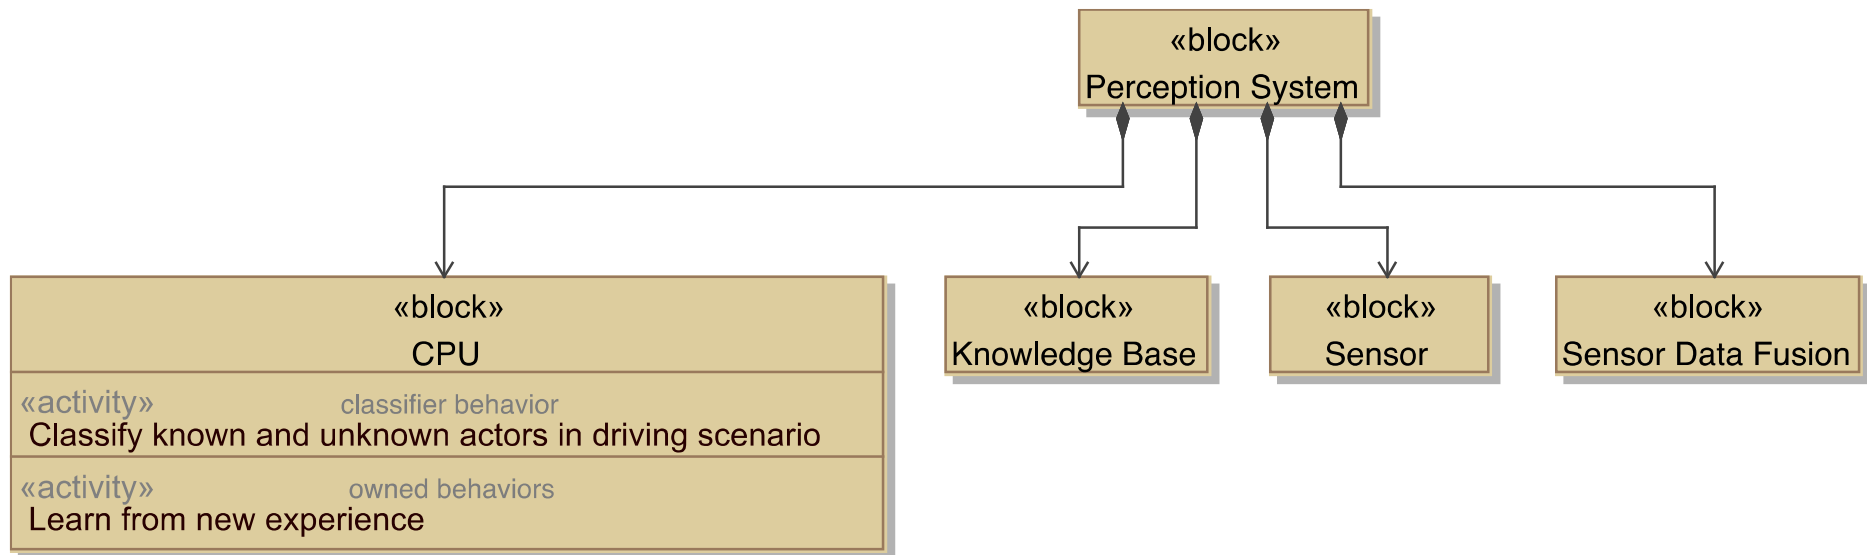 «block»
Perception System
«block»
CPU
«activity» classifier behavior
Classify known and unknown actors in driving scenario
«activity» owned behaviors
Learn from new experience
«block»
Knowledge Base
«block»
Sensor
«block»
Sensor Data Fusion